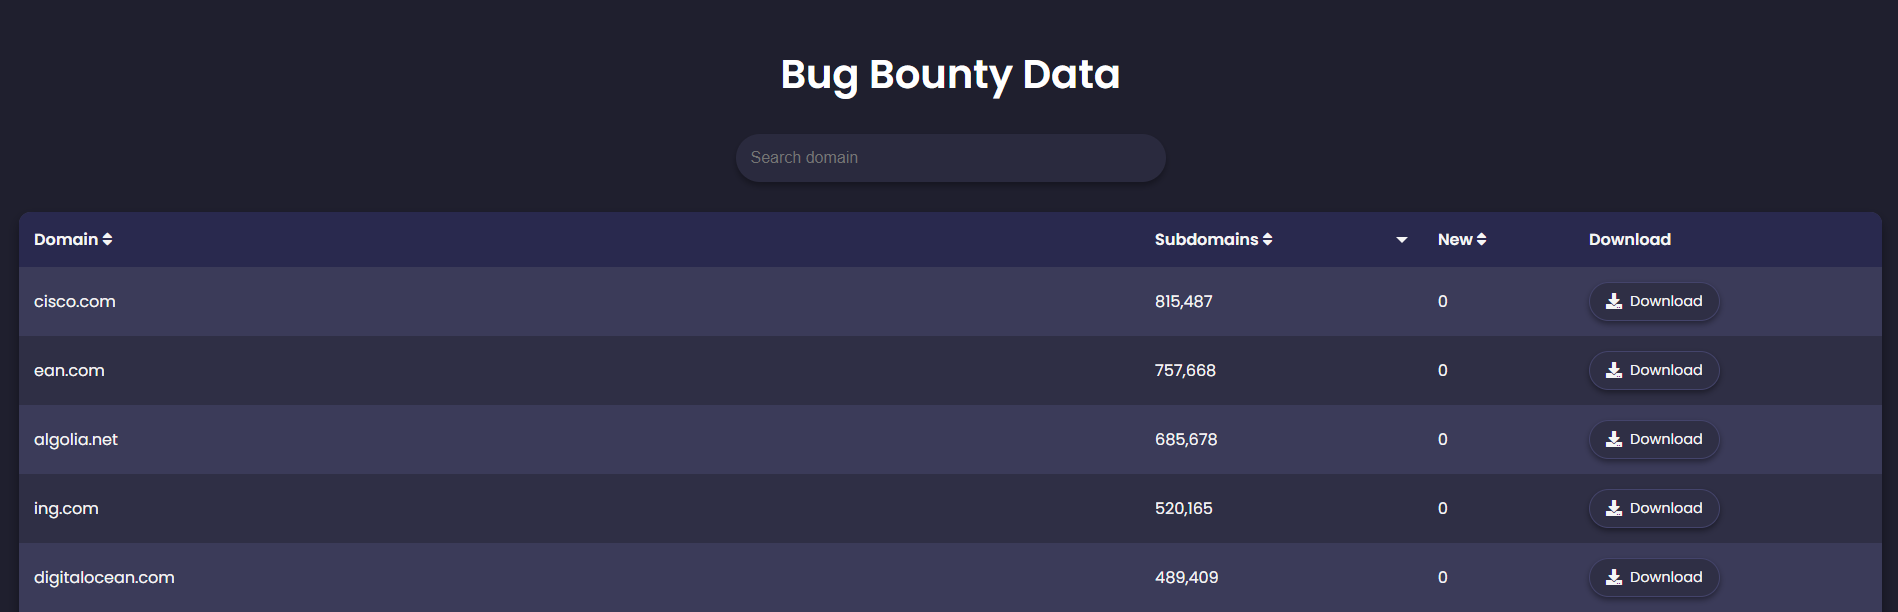 Bug Bounty Data
Search domain
Domain Subdomains New Download
cisco.com 815,487 0 Download
ean.com 757,668 0 Download
algolia.net 685,678 0 Download
ing.com 520,165 0 Download
digitalocean.com 489,409 0 Download